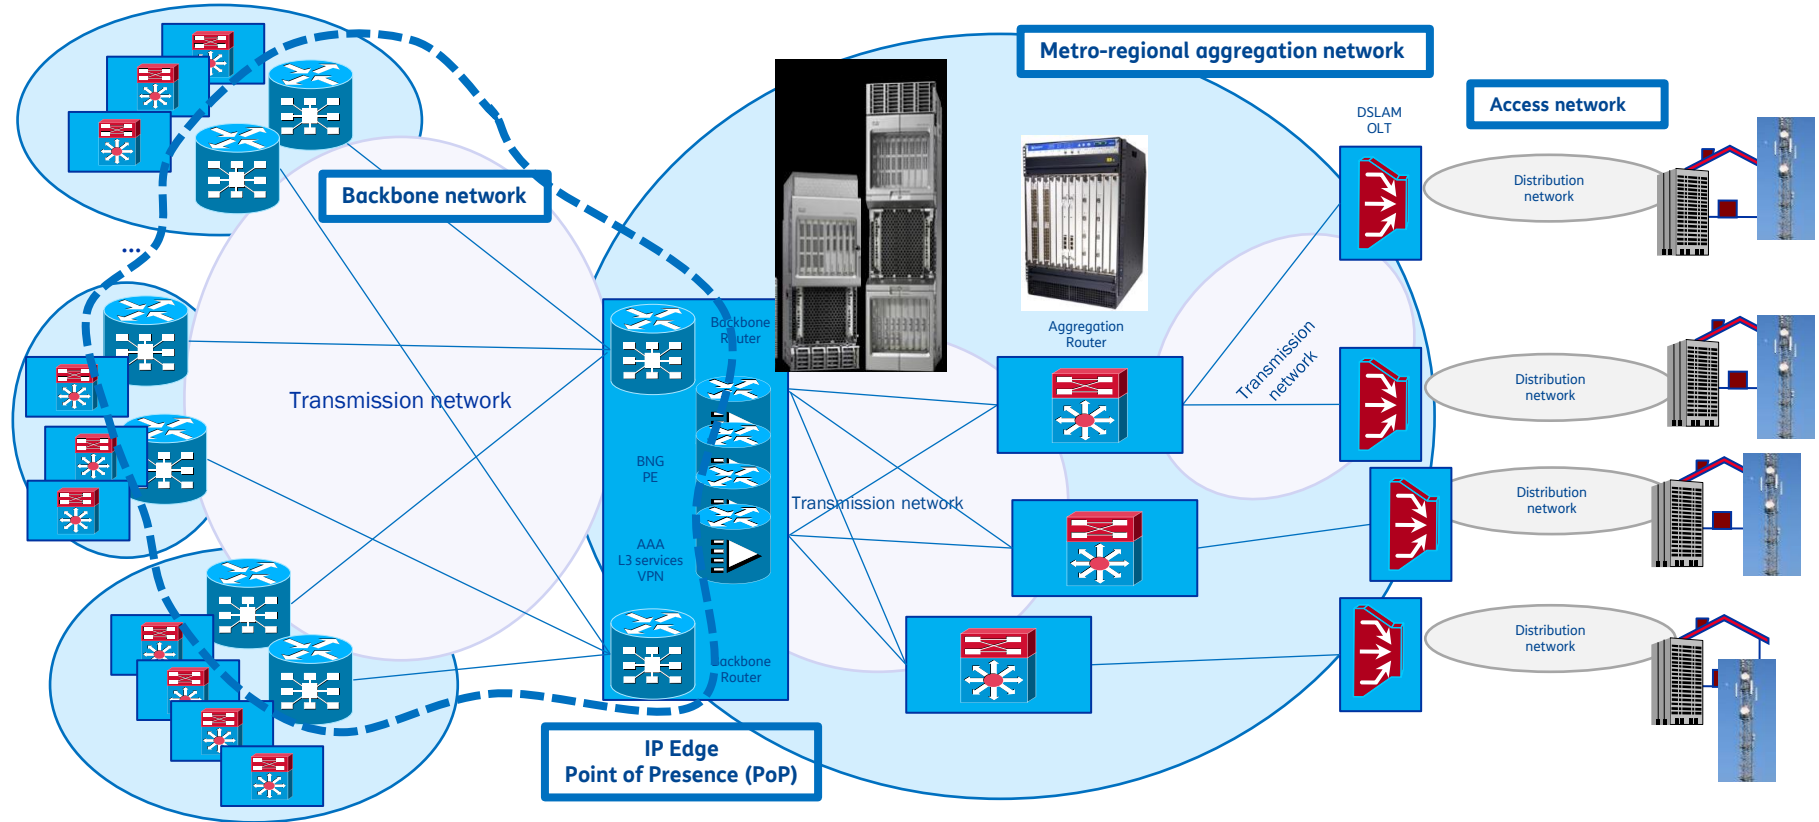 Metro-regional aggregation network
Access network
DSLAM
OLT
Backbone network
Distribution
network
...
Backbone
Router
Aggregation
Router
Transmission
network
Distribution
network
Transmission network
BNG
PE
Transmission network
Distribution
network
AAA
L3 services
VPN
Distribution
network
Backbone
Router
IP Edge
Point of Presence (PoP)